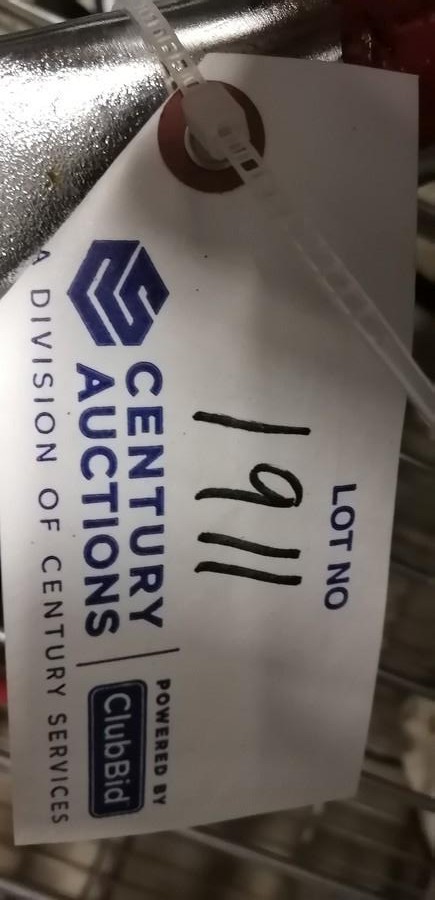 LOT NO
1911
CENTURY
AUCTIONS
POWERED BY
ClubBid
A DIVISION OF CENTURY SERVICES